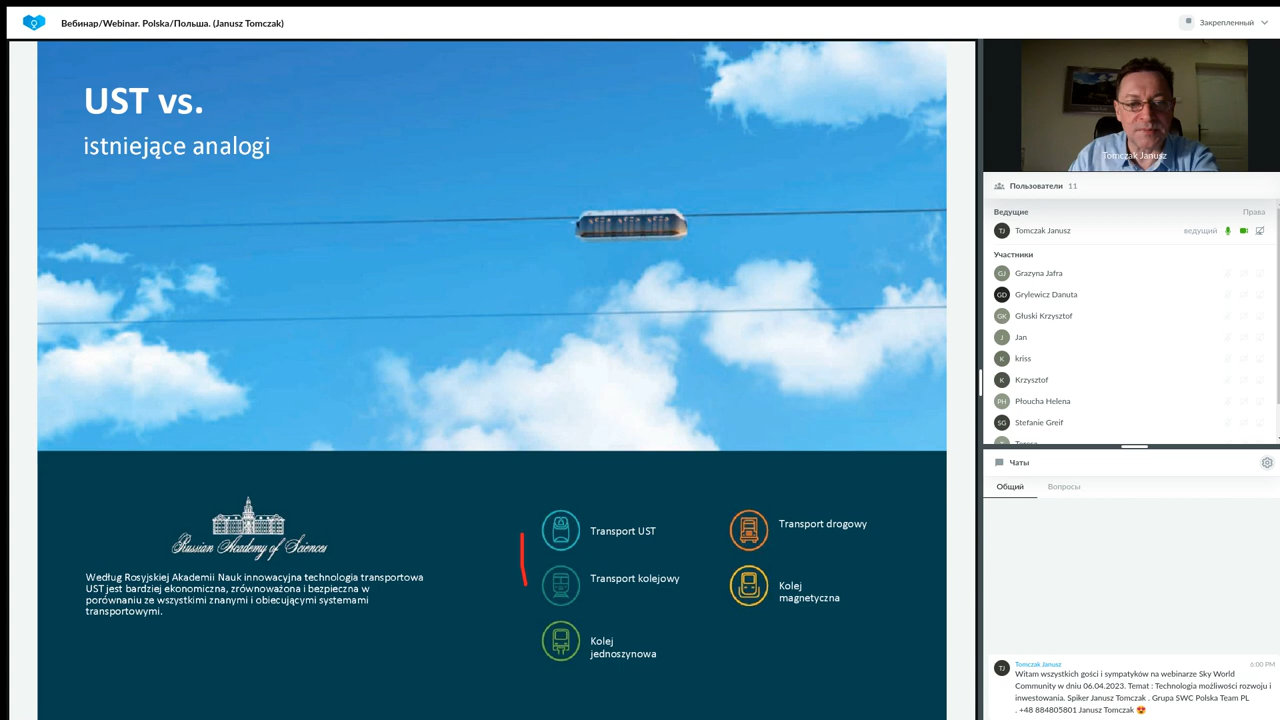 Вебинар/Webinar. Polska/Польша. (Janusz Tomczak)
Закрепленный
UST vs.
istniejące analogi
Russian Academy of Sciences
Według Rosyjskiej Akademii Nauk innowacyjna technologia transportowa
UST jest bardziej ekonomiczna, zrównoważona i bezpieczna w
porównaniu ze wszystkimi znanymi i obiecującymi systemami
transportowymi.
Transport UST
Transport kolejowy
Kolej
jednoszynowa
Transport drogowy
Kolej
magnetyczna
Tomczak Janusz
Пользователи 11
Ведущие Права
TJ Tomczak Janusz ведущий
Участники
GJ Grazyna Jafra
GD Grylewicz Danuta
GK Głuski Krzysztof
J Jan
K kriss
K Krzysztof
PH Płoucha Helena
SG Stefanie Greif
Чаты
Общий Вопросы
TJ Tomczak Janusz 6:00 PM
Witam wszystkich gości i sympatyków na webinarze Sky World
Community w dniu 06.04.2023. Temat : Technologia możliwości rozwoju i
inwestowania. Spiker Janusz Tomczak . Grupa SWC Polska Team PL
. +48 884805801 Janusz Tomczak 😍